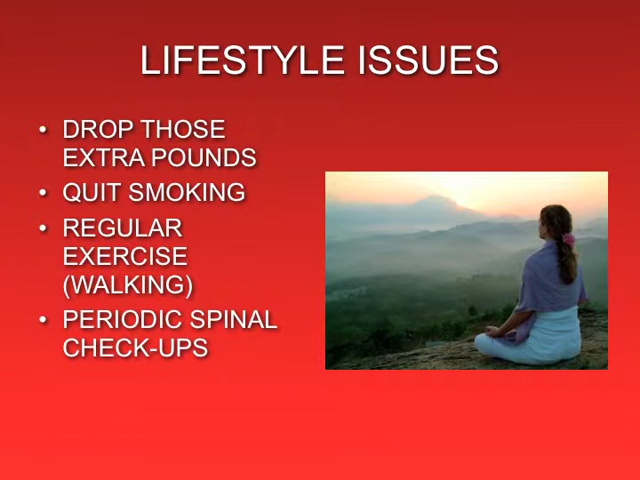 LIFESTYLE ISSUES
• DROP THOSE
EXTRA POUNDS
• QUIT SMOKING
• REGULAR
EXERCISE
(WALKING)
• PERIODIC SPINAL
CHECK-UPS